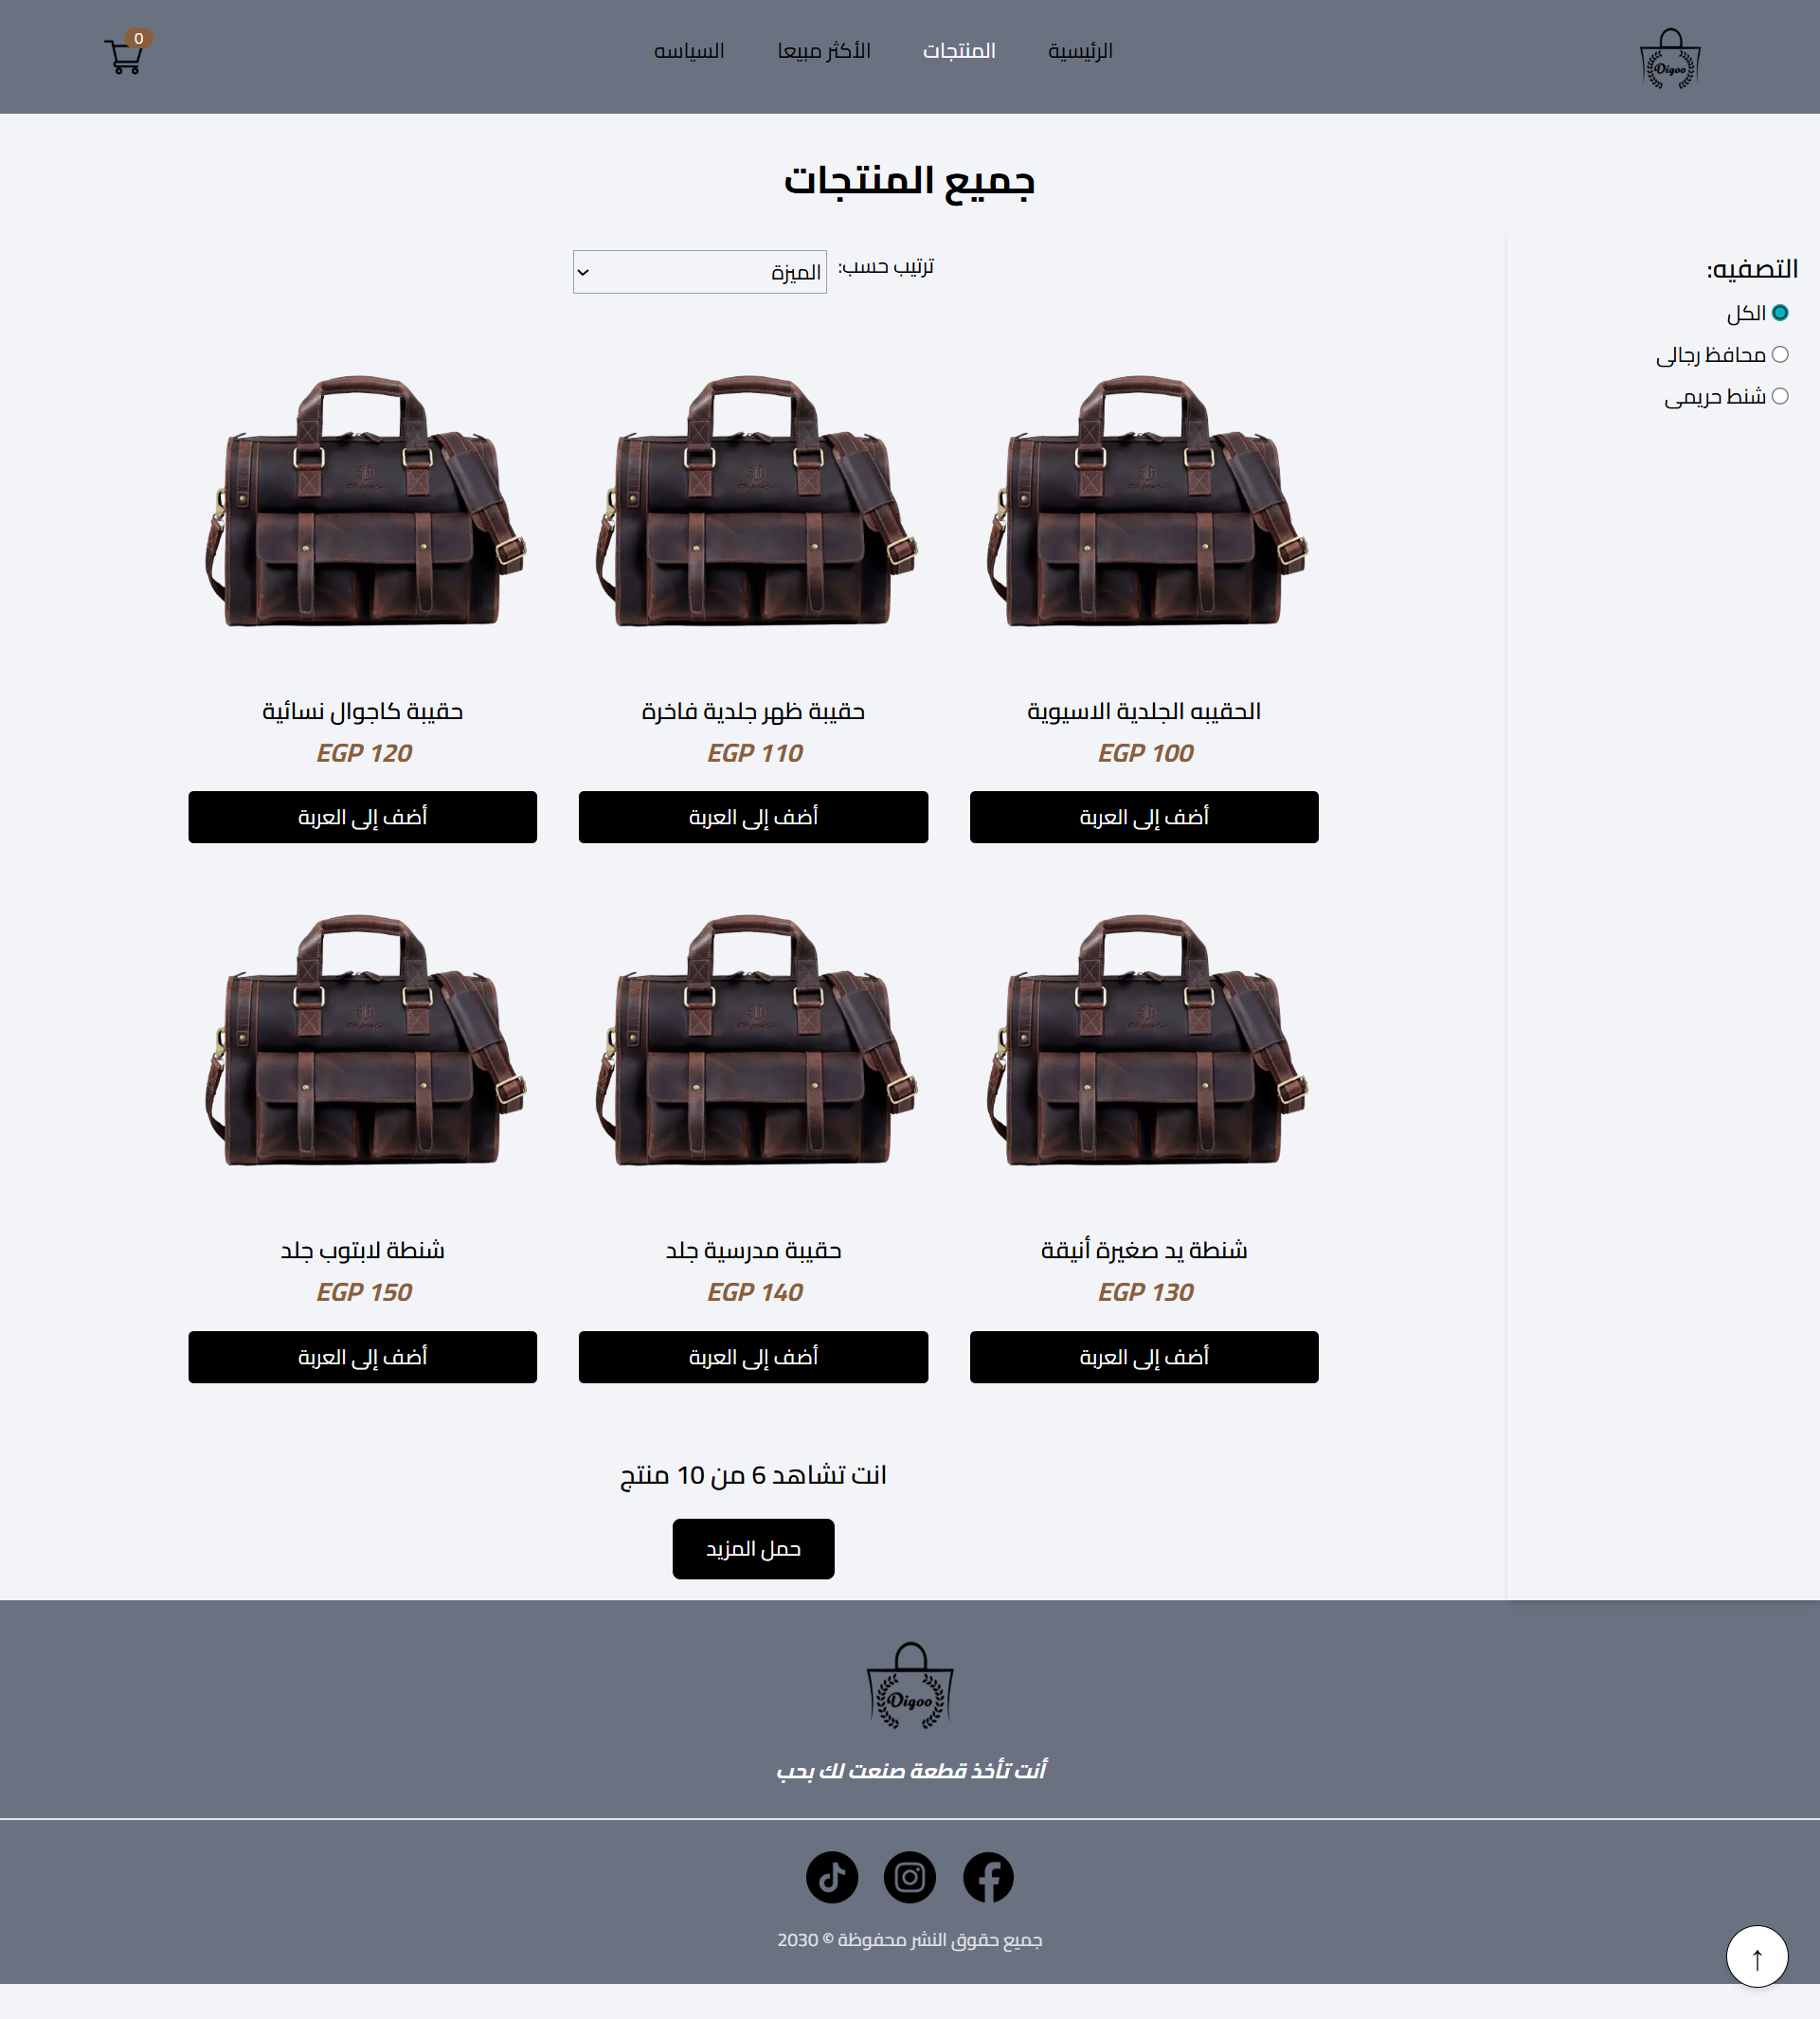 Digoo
الرئيسية
المنتجات
الأكثر مبيعا
السياسه
0
جميع المنتجات
التصفيه:
الكل
محافظ رجالى
شنط حريمى
ترتيب حسب:
الميزة
الحقيبه الجلدية الاسيوية
EGP 100
أضف إلى العربة
حقيبة ظهر جلدية فاخرة
EGP 110
أضف إلى العربة
حقيبة كاجوال نسائية
EGP 120
أضف إلى العربة
شنطة يد صغيرة أنيقة
EGP 130
أضف إلى العربة
حقيبة مدرسية جلد
EGP 140
أضف إلى العربة
شنطة لابتوب جلد
EGP 150
أضف إلى العربة
انت تشاهد 6 من 10 منتج
حمل المزيد
Digoo
أنت تأخذ قطعة صنعت لك بحب
جميع حقوق النشر محفوظة © 2030
↑